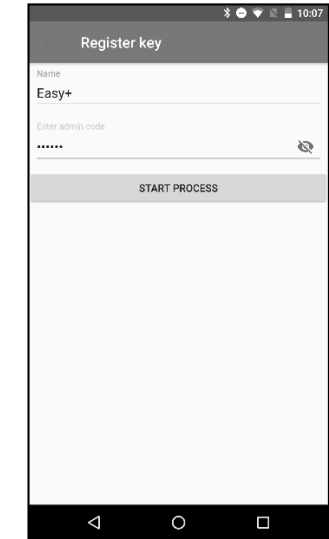 10:07
Register key
Name
Easy+
Enter admin code
••••••
START PROCESS